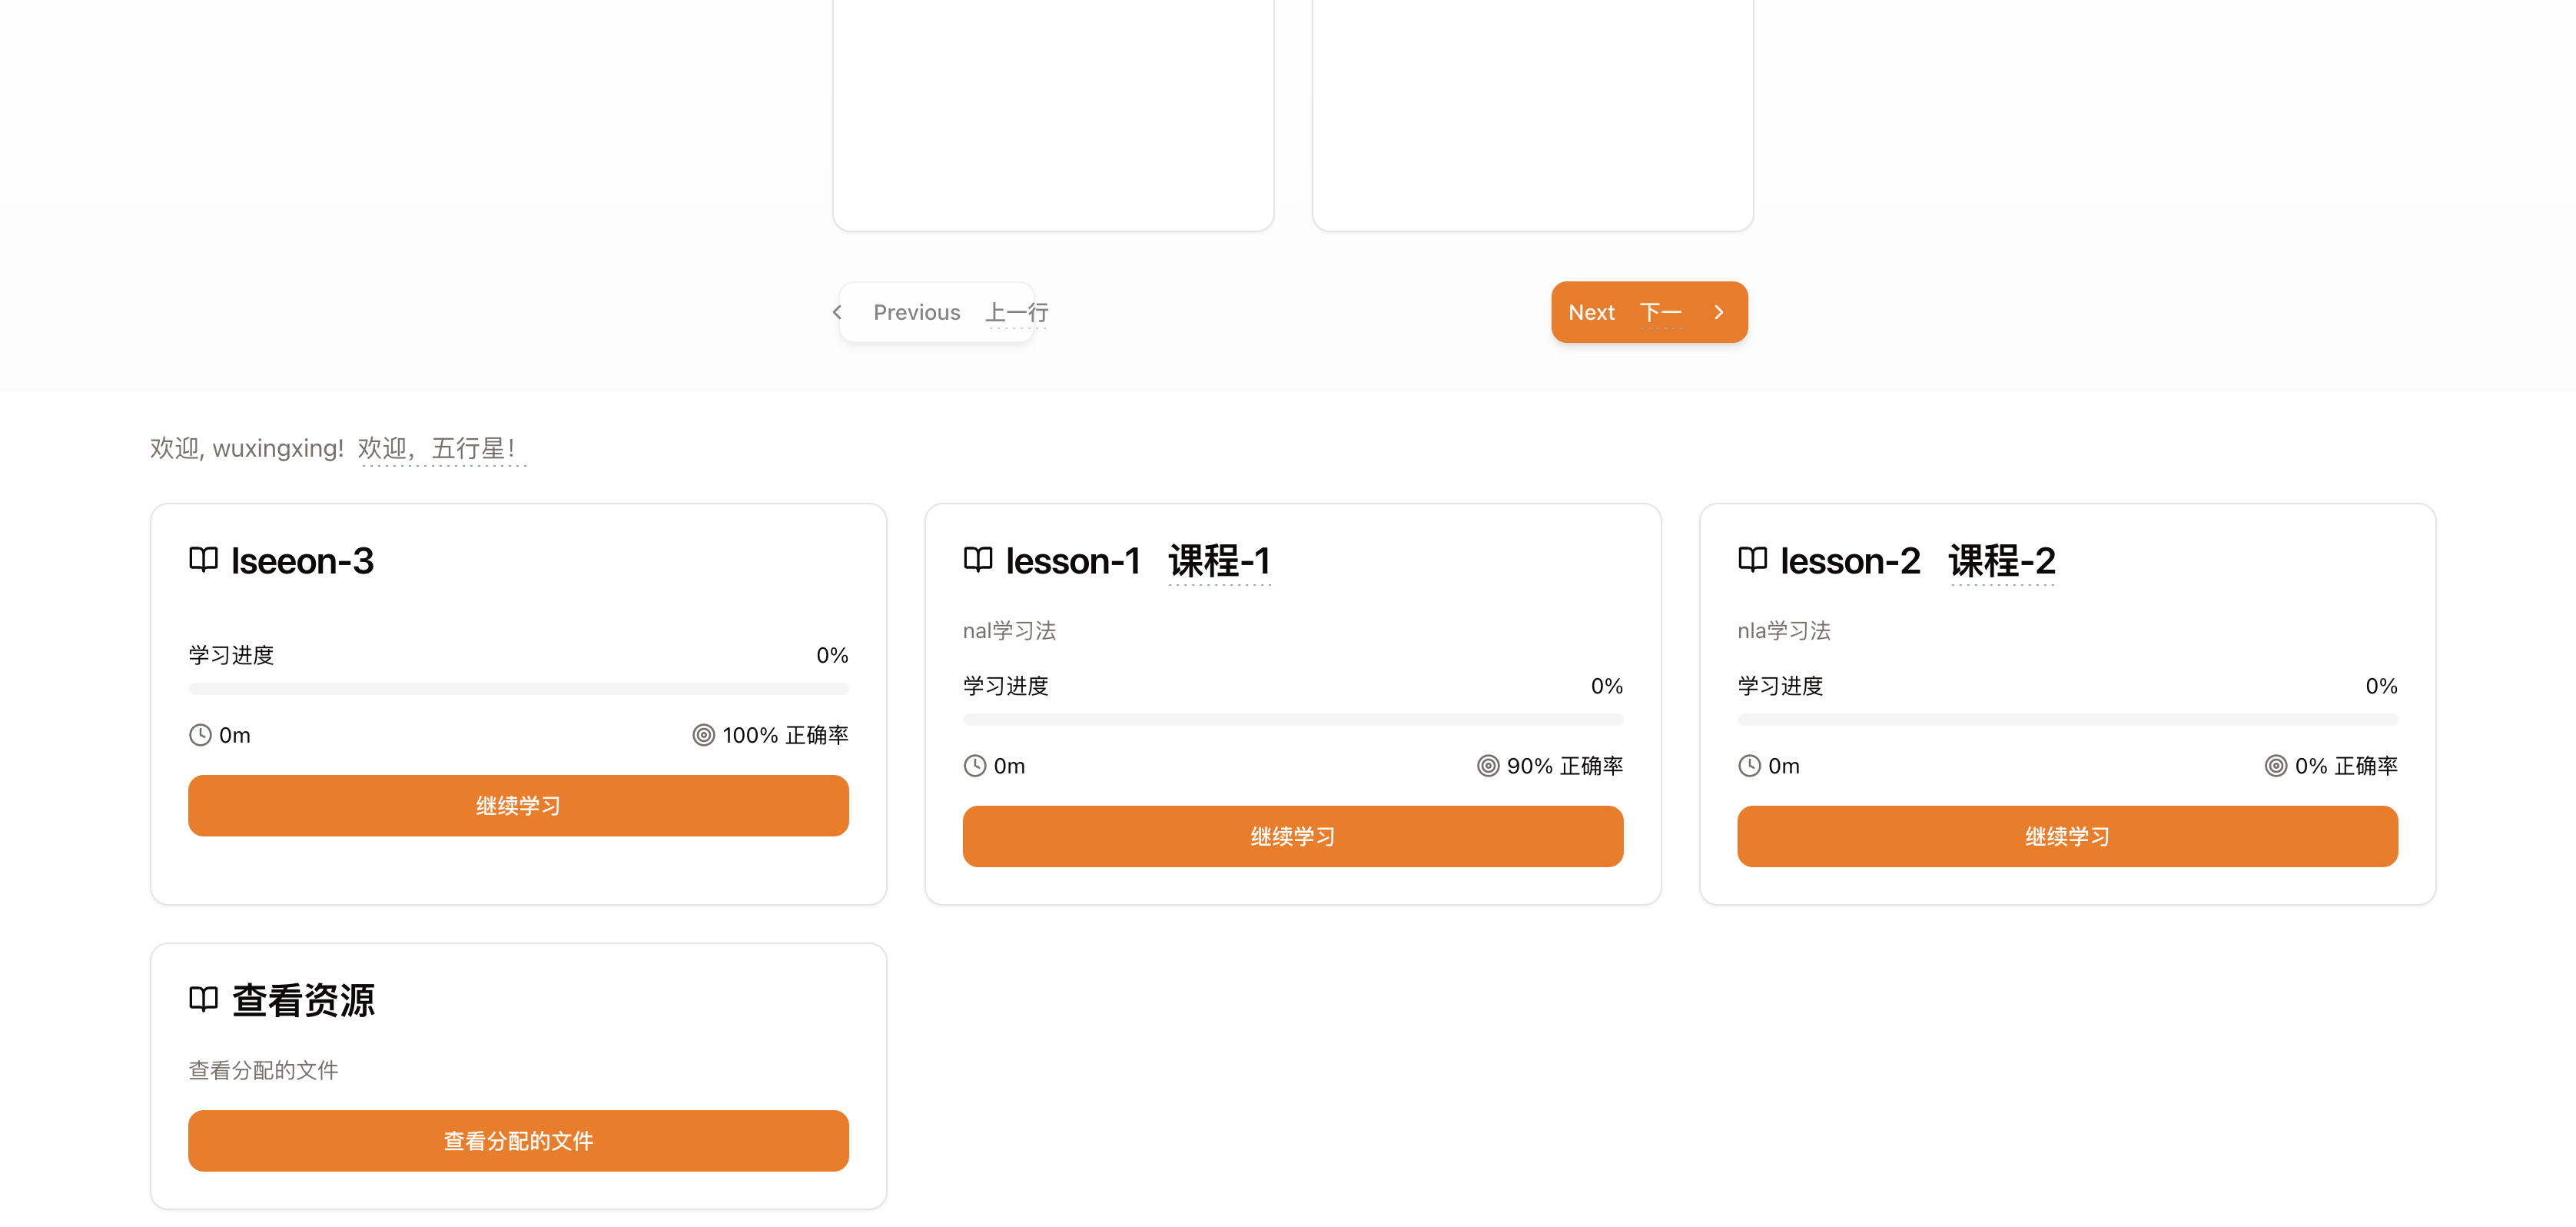 Previous 上一行
Next 下一
欢迎, wuxingxing! 欢迎，五行星！
lseeon-3
学习进度 0%
0m 100% 正确率
继续学习
lesson-1 课程-1
nal学习法
学习进度 0%
0m 90% 正确率
继续学习
lesson-2 课程-2
nla学习法
学习进度 0%
0m 0% 正确率
继续学习
查看资源
查看分配的文件
查看分配的文件